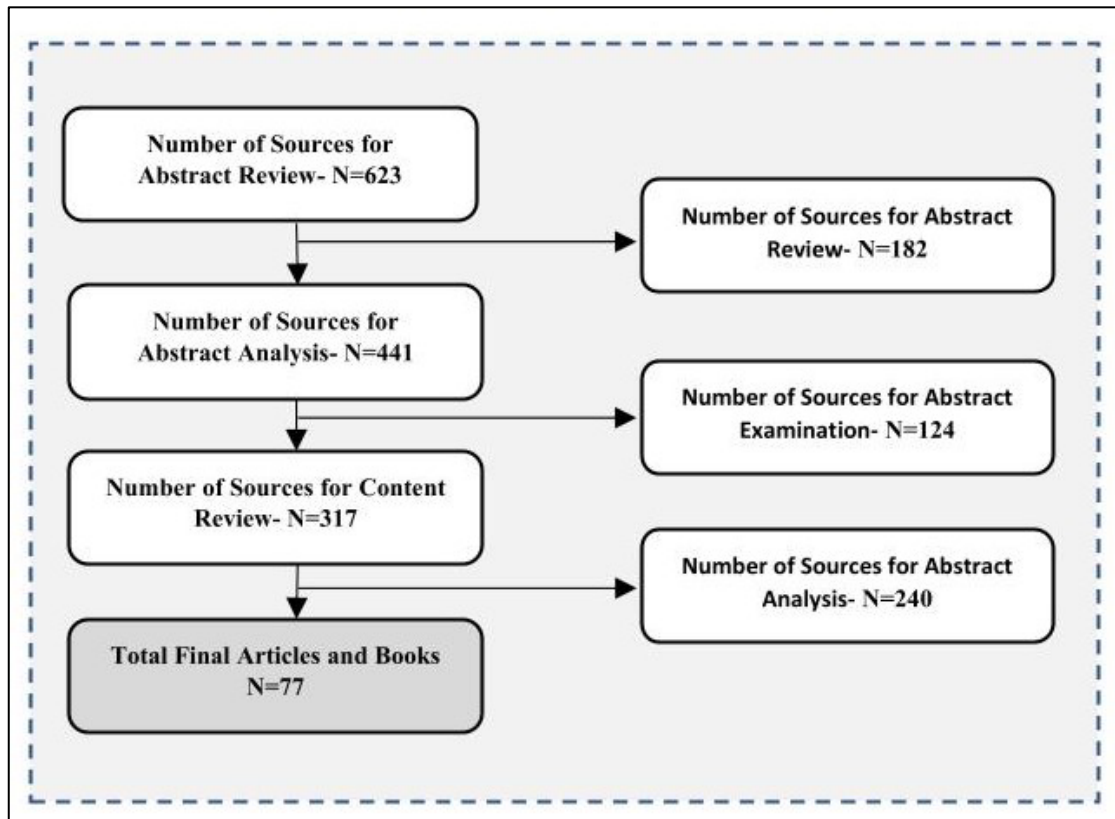 Number of Sources for
Abstract Review- N=623
Number of Sources for Abstract
Review- N=182
Number of Sources for
Abstract Analysis- N=441
Number of Sources for Abstract
Examination- N=124
Number of Sources for Content
Review- N=317
Number of Sources for Abstract
Analysis- N=240
Total Final Articles and Books
N=77